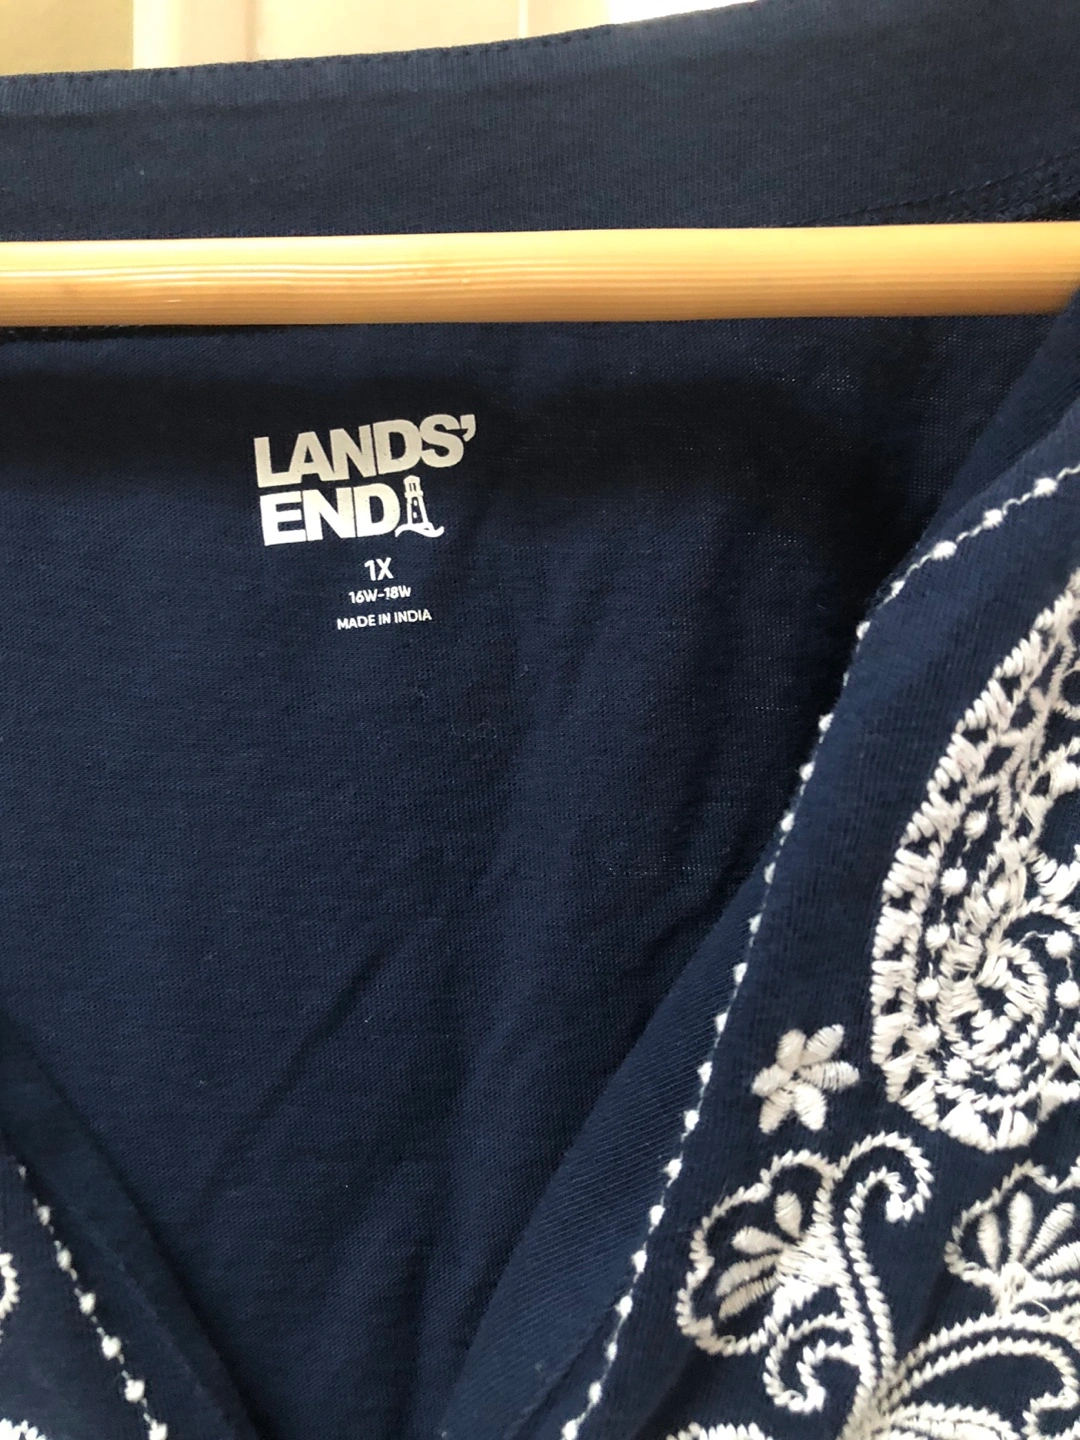 LANDS'
END
1X
16W-18W
MADE IN INDIA